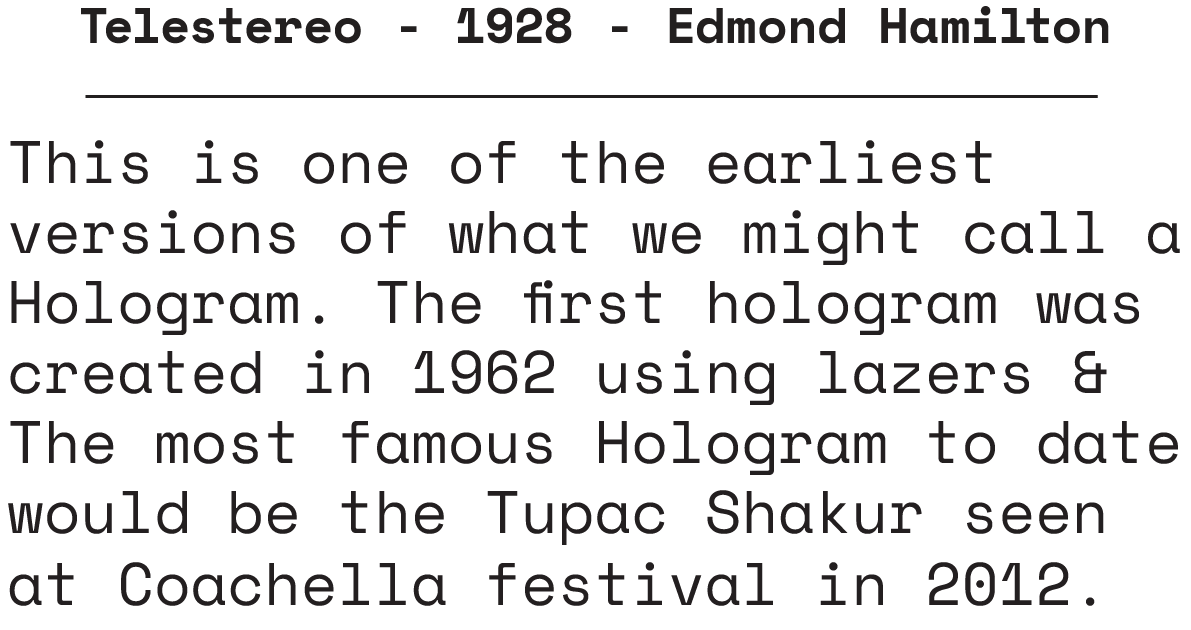 Telestereo - 1928 - Edmond Hamilton
This is one of the earliest
versions of what we might call a
Hologram. The first hologram was
created in 1962 using lazers &
The most famous Hologram to date
would be the Tupac Shakur seen
at Coachella festival in 2012.